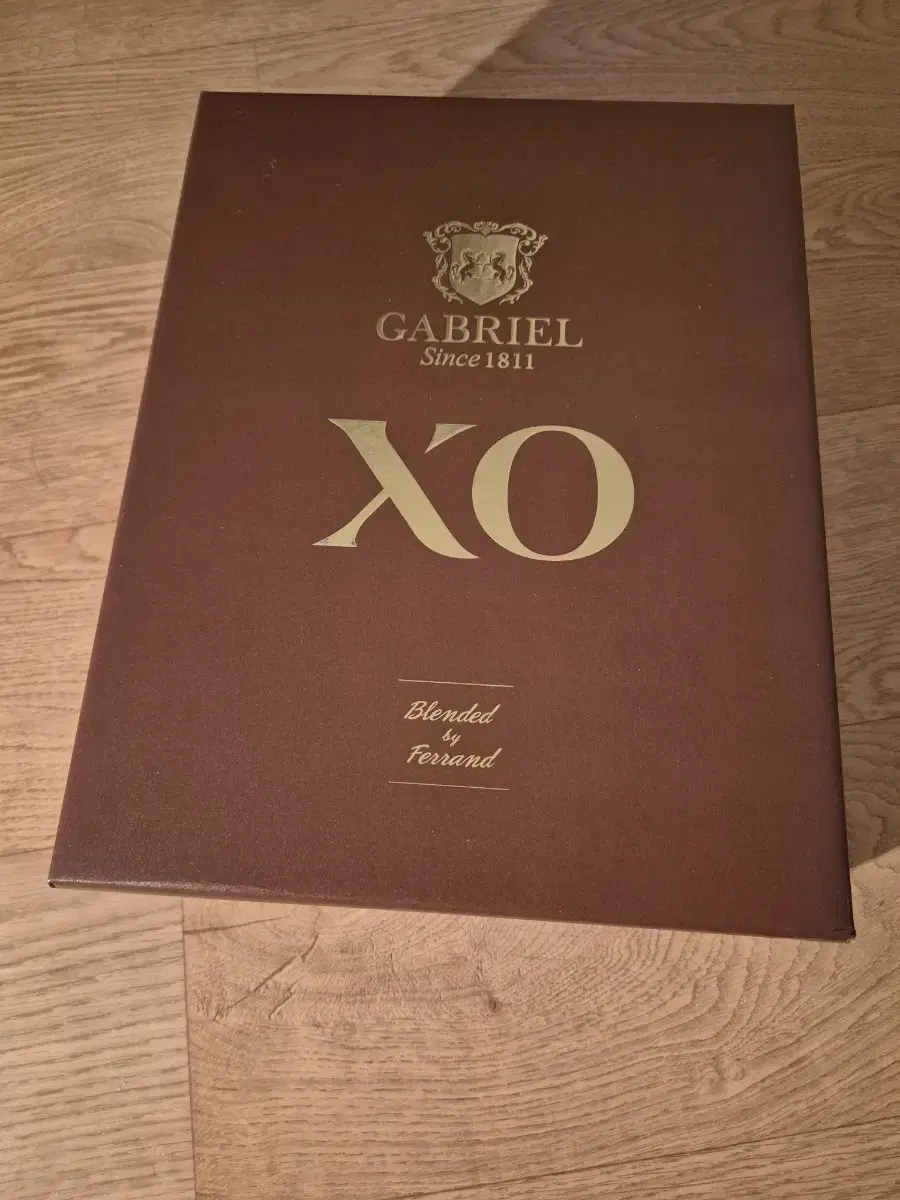 GABRIEL
Since 1811
XO
Blended
by
Ferrand